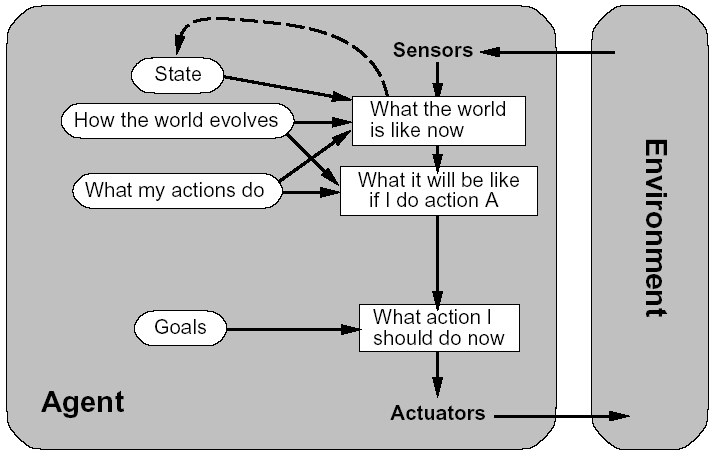 Sensors
State
What the world
is like now
How the world evolves
What it will be like
if I do action A
What my actions do
Environment
What action I
should do now
Goals
Agent
Actuators